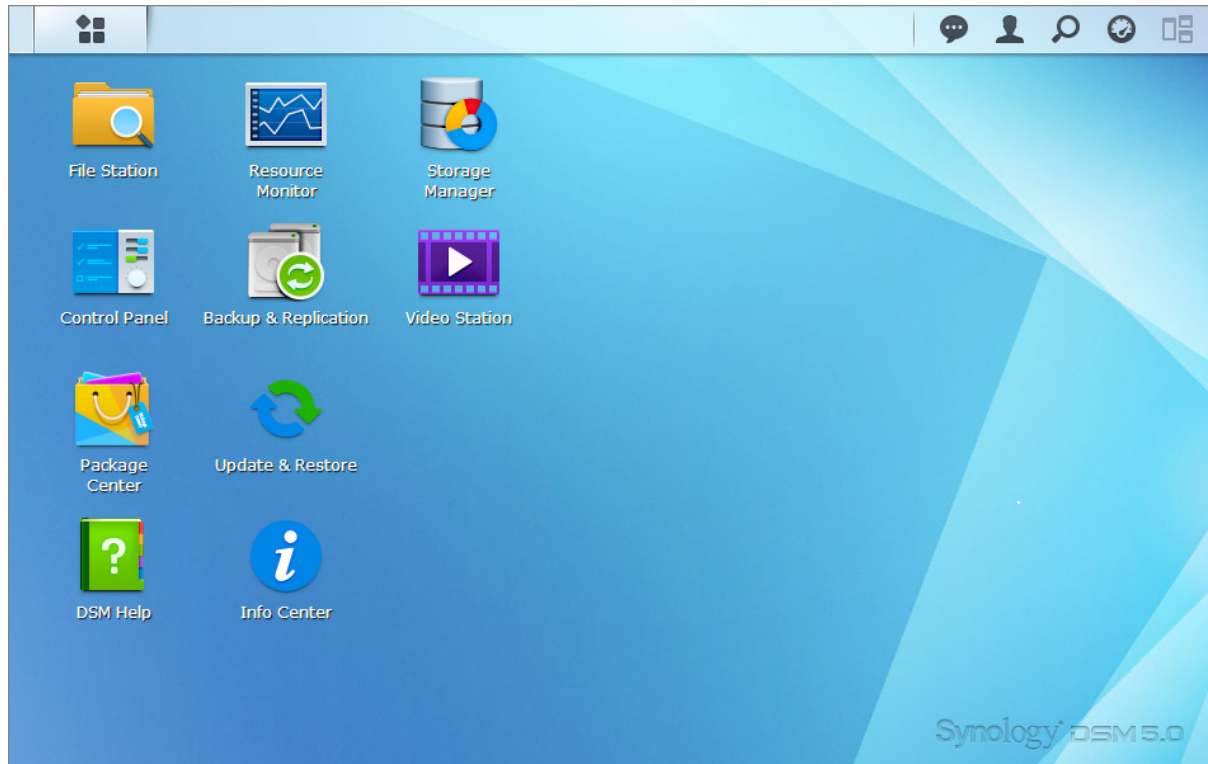 File Station
Resource
Monitor
Storage
Manager
Control Panel
Backup & Replication
Video Station
Package
Center
Update & Restore
DSM Help
Info Center
Synology DSM 5.0